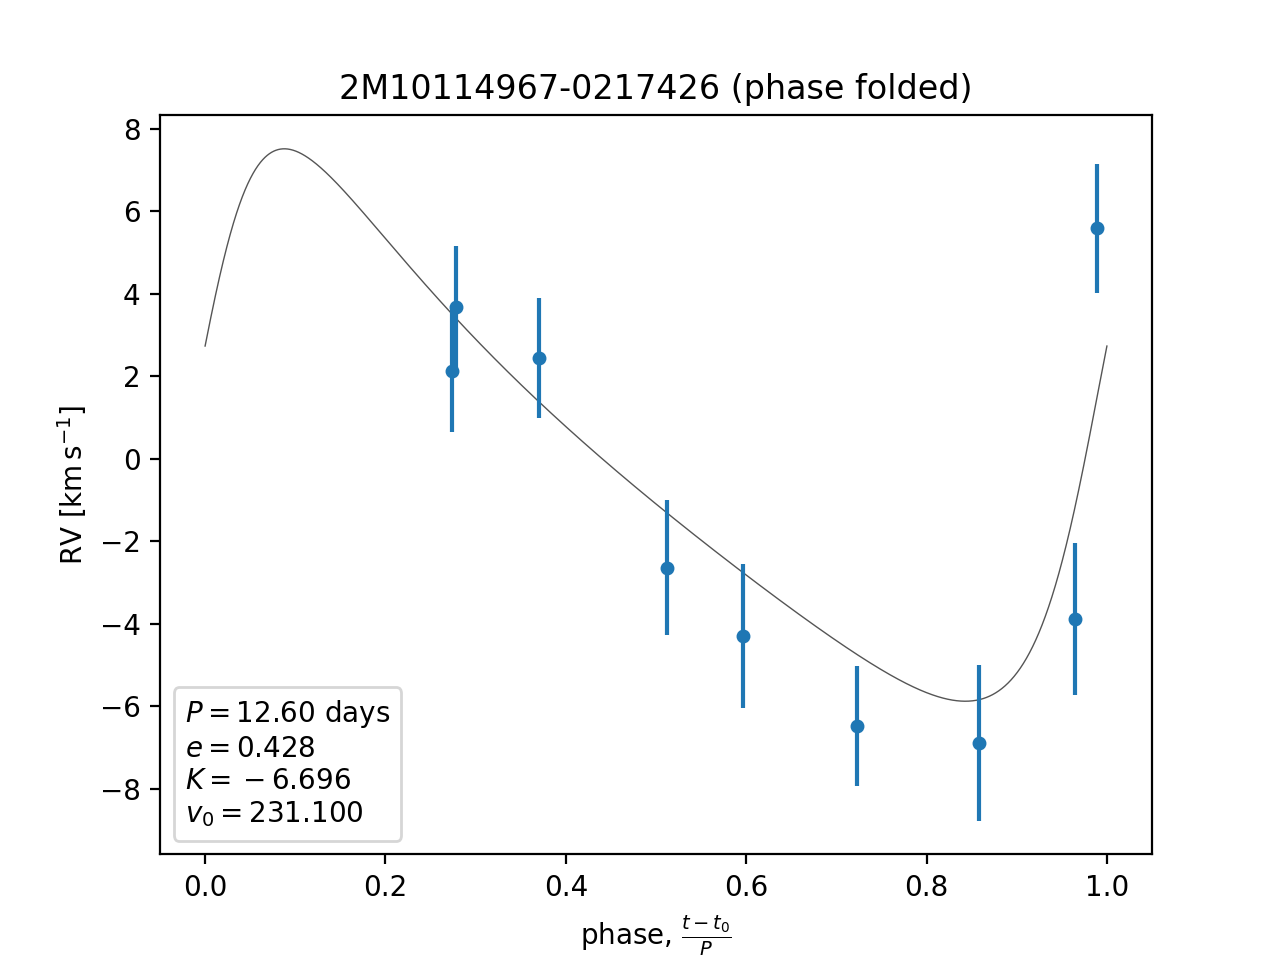 2M10114967-0217426 (phase folded)
8
6
4
2
0
−2
−4
−6
−8
RV [km s⁻¹]
P = 12.60 days
e = 0.428
K = −6.696
v₀ = 231.100
0.0 0.2 0.4 0.6 0.8 1.0
phase, (t − t₀)/P